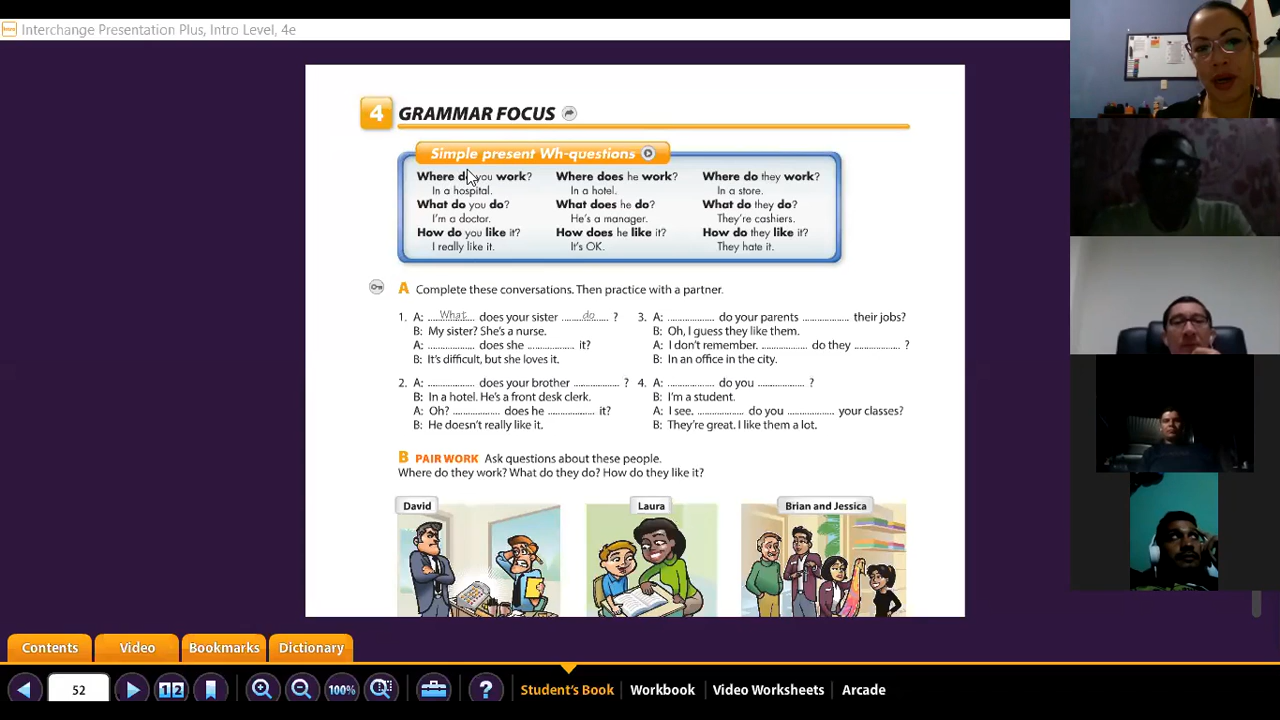 Interchange Presentation Plus, Intro Level, 4e
4 GRAMMAR FOCUS
Simple present Wh-questions
Where do you work? Where does he work? Where do they work?
In a hospital. In a hotel. In a store.
What do you do? What does he do? What do they do?
I'm a doctor. He's a manager. They're cashiers.
How do you like it? How does he like it? How do they like it?
I really like it. It's OK. They hate it.
A Complete these conversations. Then practice with a partner.
1. A: What does your sister do ?
B: My sister? She's a nurse.
A: ................ does she ................ it?
B: It's difficult, but she loves it.
2. A: ................ does your brother ................ ?
B: In a hotel. He's a front desk clerk.
A: Oh? ................ does he ................ it?
B: He doesn't really like it.
3. A: ................ do your parents ................ their jobs?
B: Oh, I guess they like them.
A: I don't remember. ................ do they ................ ?
B: In an office in the city.
4. A: ................ do you ................ ?
B: I'm a student.
A: I see. ................ do you ................ your classes?
B: They're great. I like them a lot.
B PAIR WORK Ask questions about these people.
Where do they work? What do they do? How do they like it?
David Laura Brian and Jessica
Contents Video Bookmarks Dictionary
52 12 100% ? Student's Book Workbook Video Worksheets Arcade